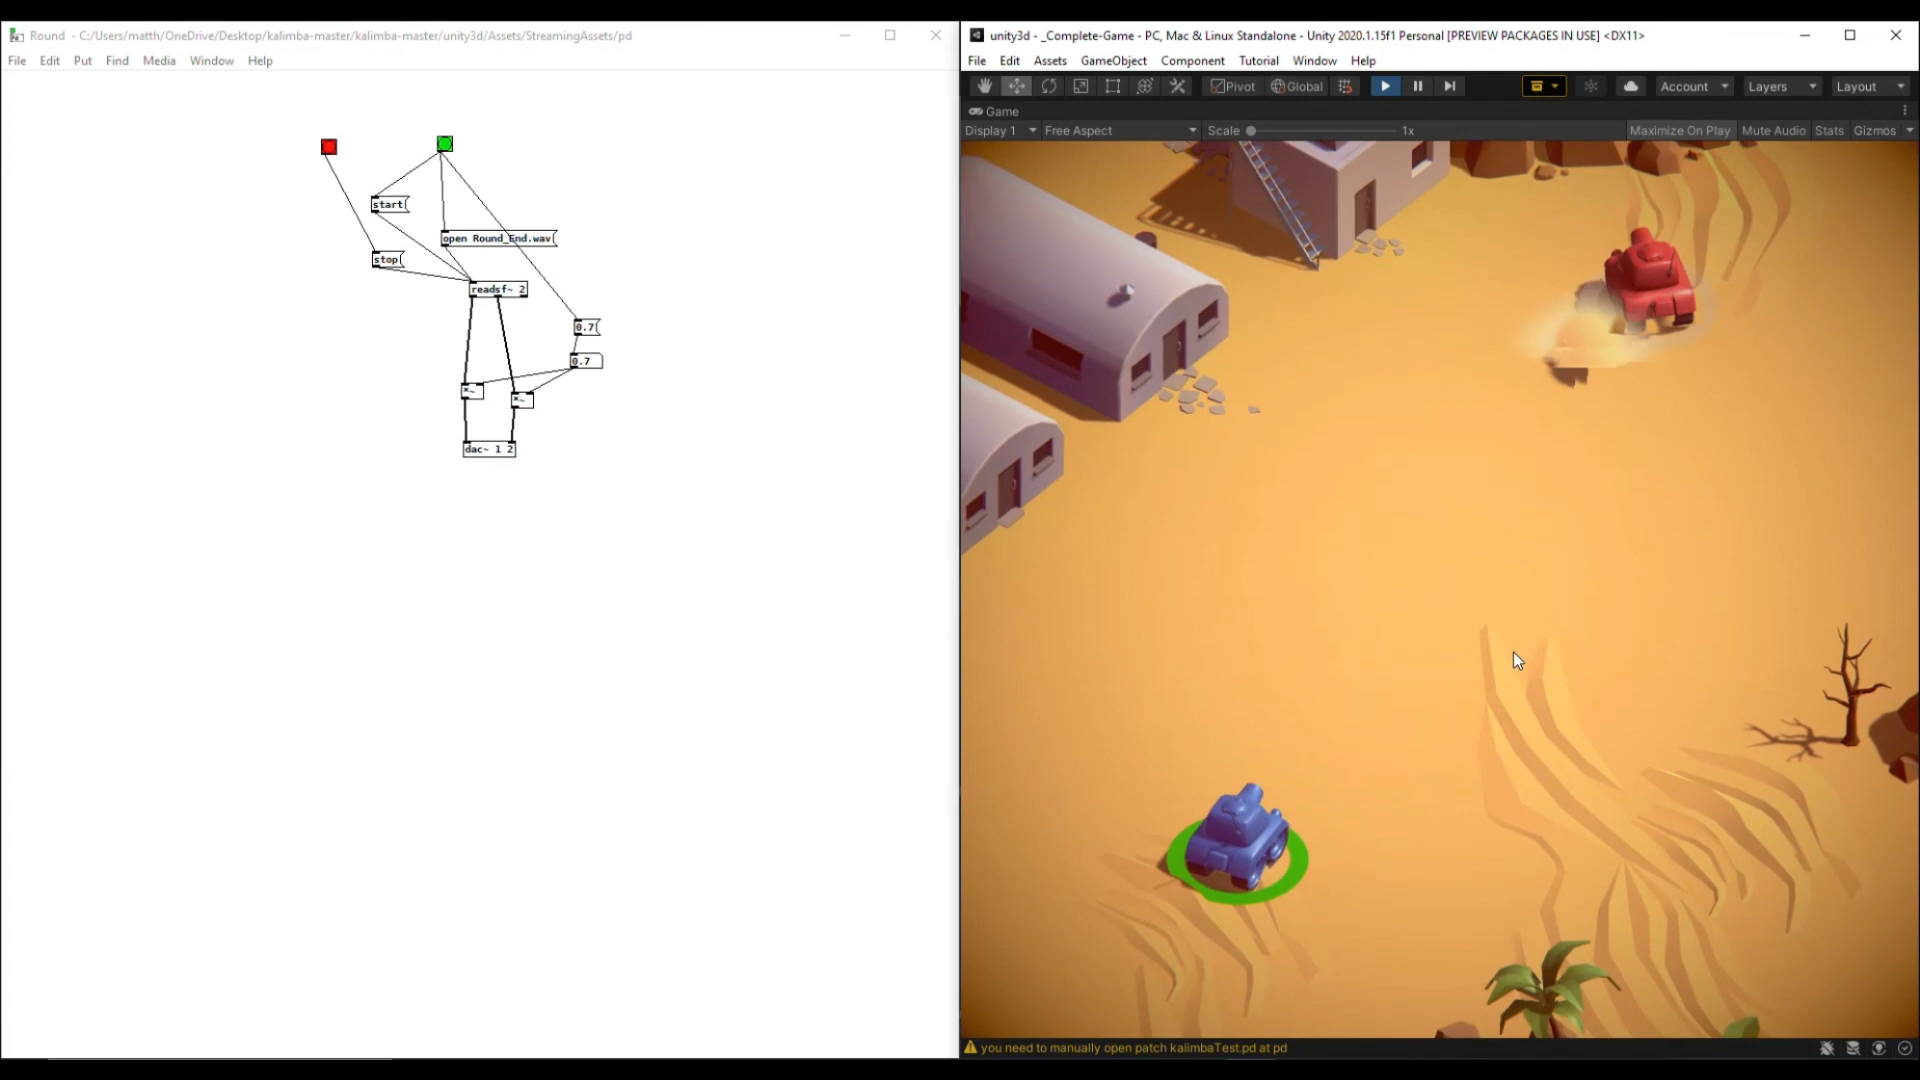 Round - C:/Users/matth/OneDrive/Desktop/kalimba-master/kalimba-master/unity3d/Assets/StreamingAssets/pd
File Edit Put Find Media Window Help
start
open Round_End.wav
stop
readsf~ 2
0.7
0.7
*~
*~
dac~ 1 2
unity3d - _Complete-Game - PC, Mac & Linux Standalone - Unity 2020.1.15f1 Personal [PREVIEW PACKAGES IN USE] <DX11>
File Edit Assets GameObject Component Tutorial Window Help
Pivot Global Account Layers Layout
Game
Display 1 Free Aspect Scale 1x Maximize On Play Mute Audio Stats Gizmos
you need to manually open patch kalimbaTest.pd at pd